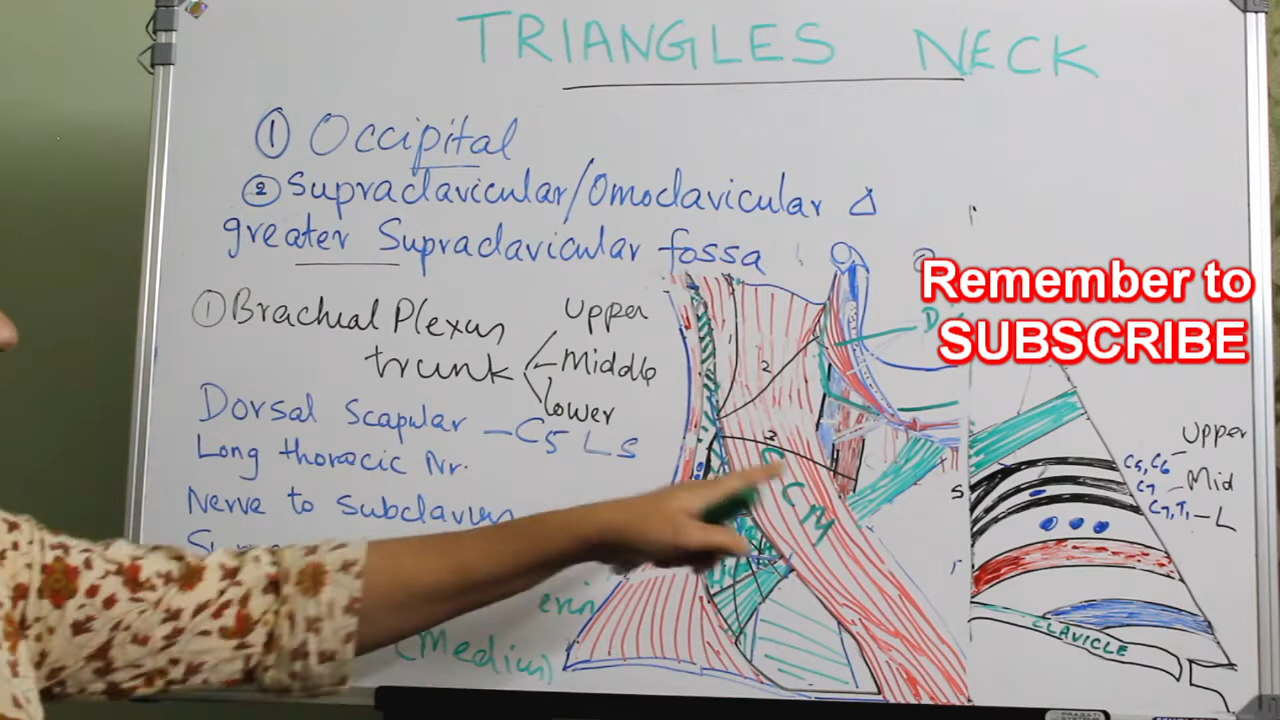 TRIANGLES NECK
① Occipital
② Supraclavicular/Omoclavicular Δ
greater Supraclavicular fossa
Remember to
SUBSCRIBE
① Brachial Plexus
trunk
Upper
Middle
lower
Dorsal Scapular – C5
Long thoracic Nr.
Nerve to subclavius
(Medium)
2
SCM
Upper
C5, C6
Mid
C7
C7, T1 – L
CLAVICLE